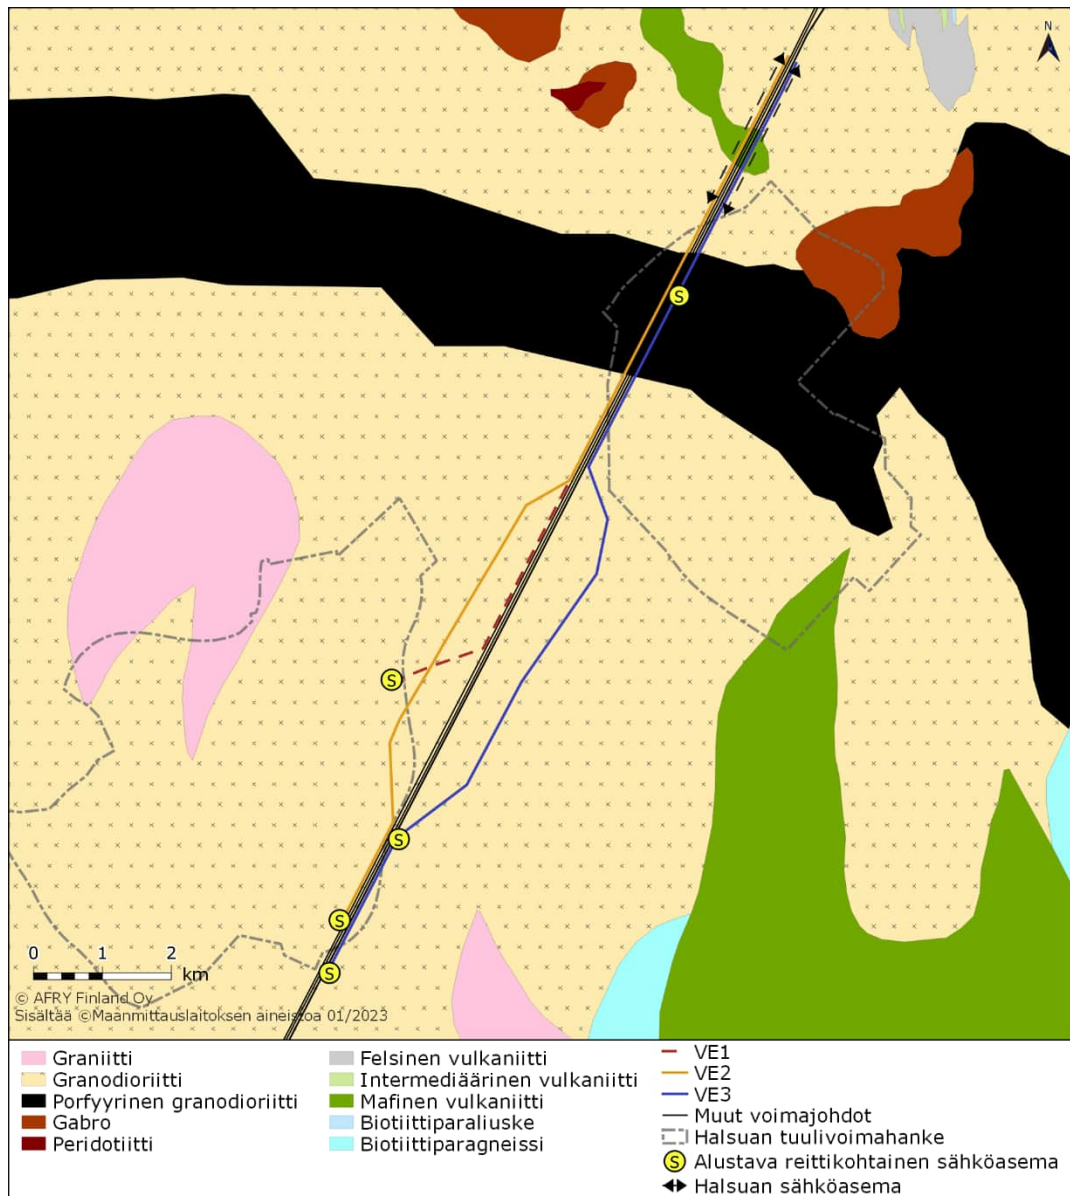 N
S
S
S
S
S
0 1 2
km
© AFRY Finland Oy
Sisältää ©Maanmittauslaitoksen aineistoa 01/2023
Graniitti
Granodioriitti
Porfyyrinen granodioriitti
Gabro
Peridotiitti
Felsinen vulkaniitti
Intermediäärinen vulkaniitti
Mafinen vulkaniitti
Biotiittiparaliuske
Biotiittiparagneissi
VE1
VE2
VE3
Muut voimajohdot
Halsuan tuulivoimahanke
S Alustava reittikohtainen sähköasema
Halsuan sähköasema